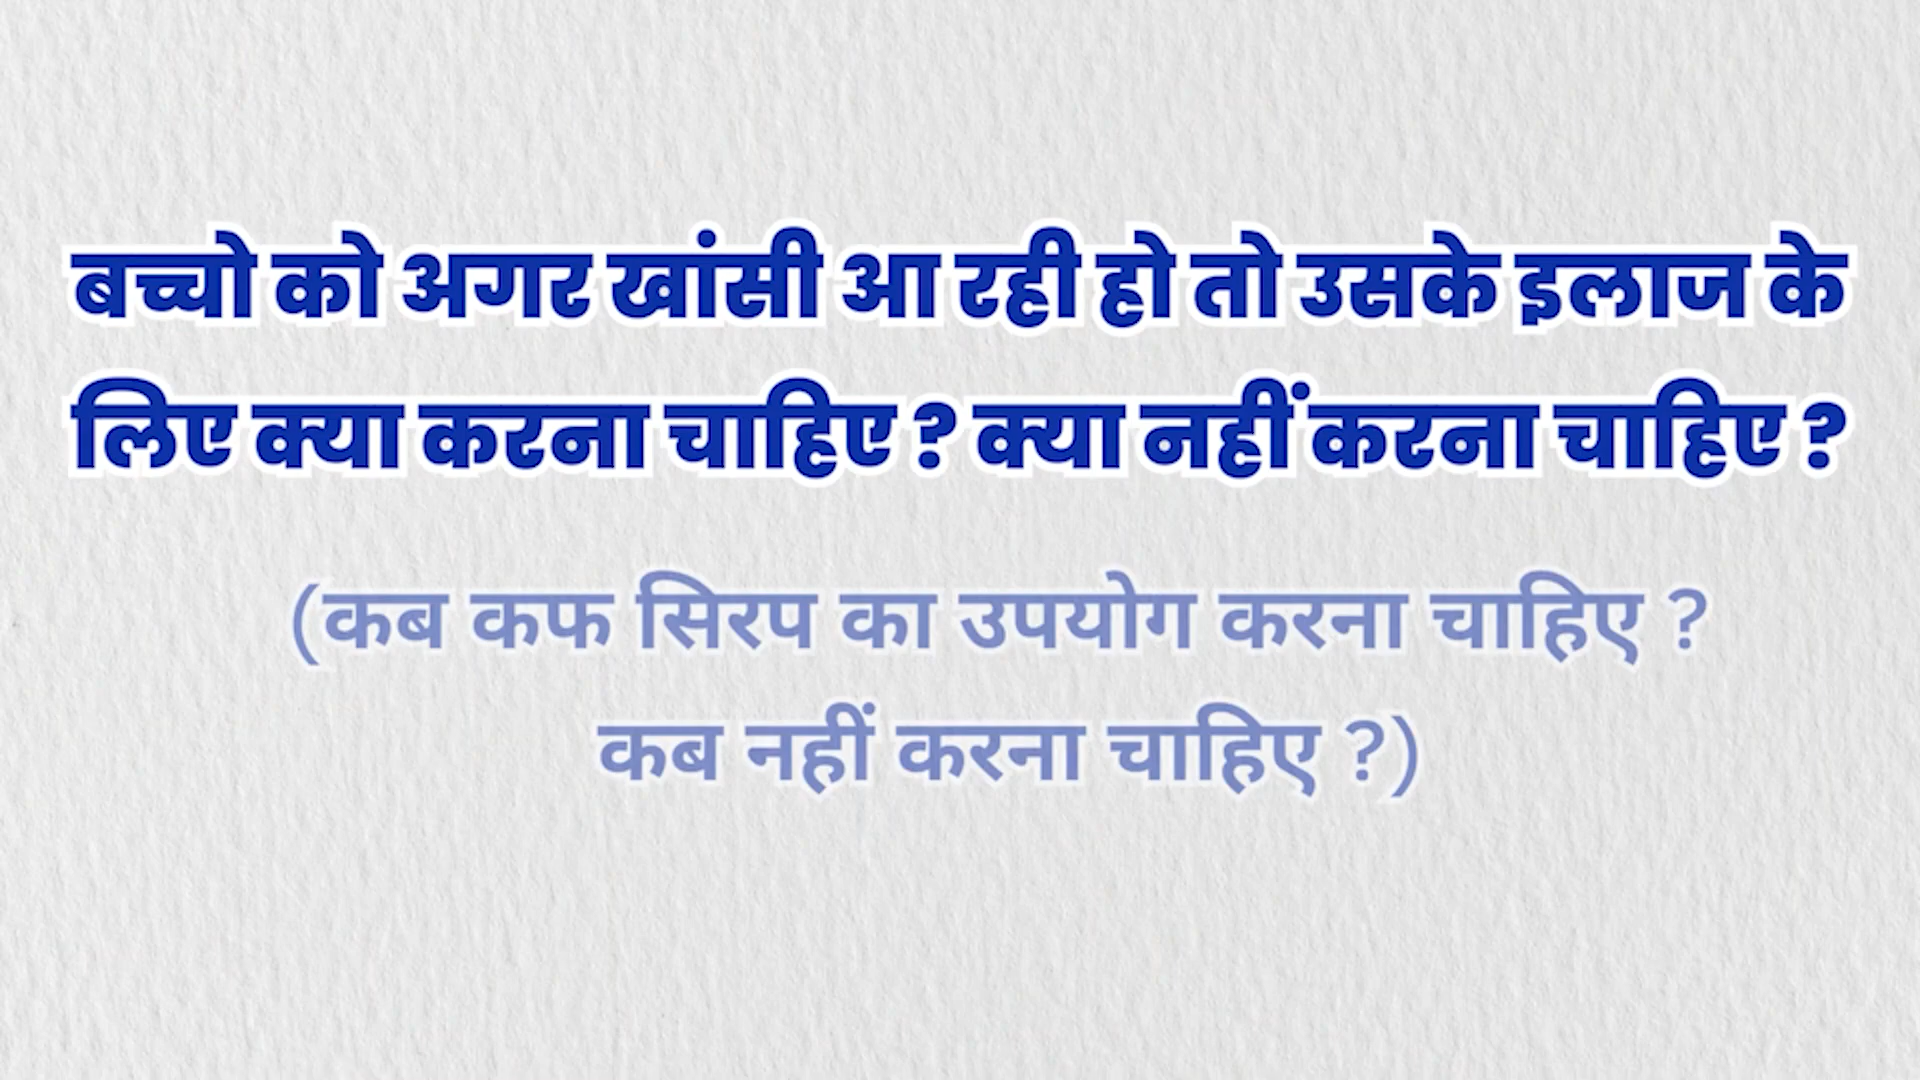 बच्चो को अगर खांसी आ रही हो तो उसके इलाज के
लिए क्या करना चाहिए ? क्या नहीं करना चाहिए ?
(कब कफ सिरप का उपयोग करना चाहिए ?
कब नहीं करना चाहिए ?)